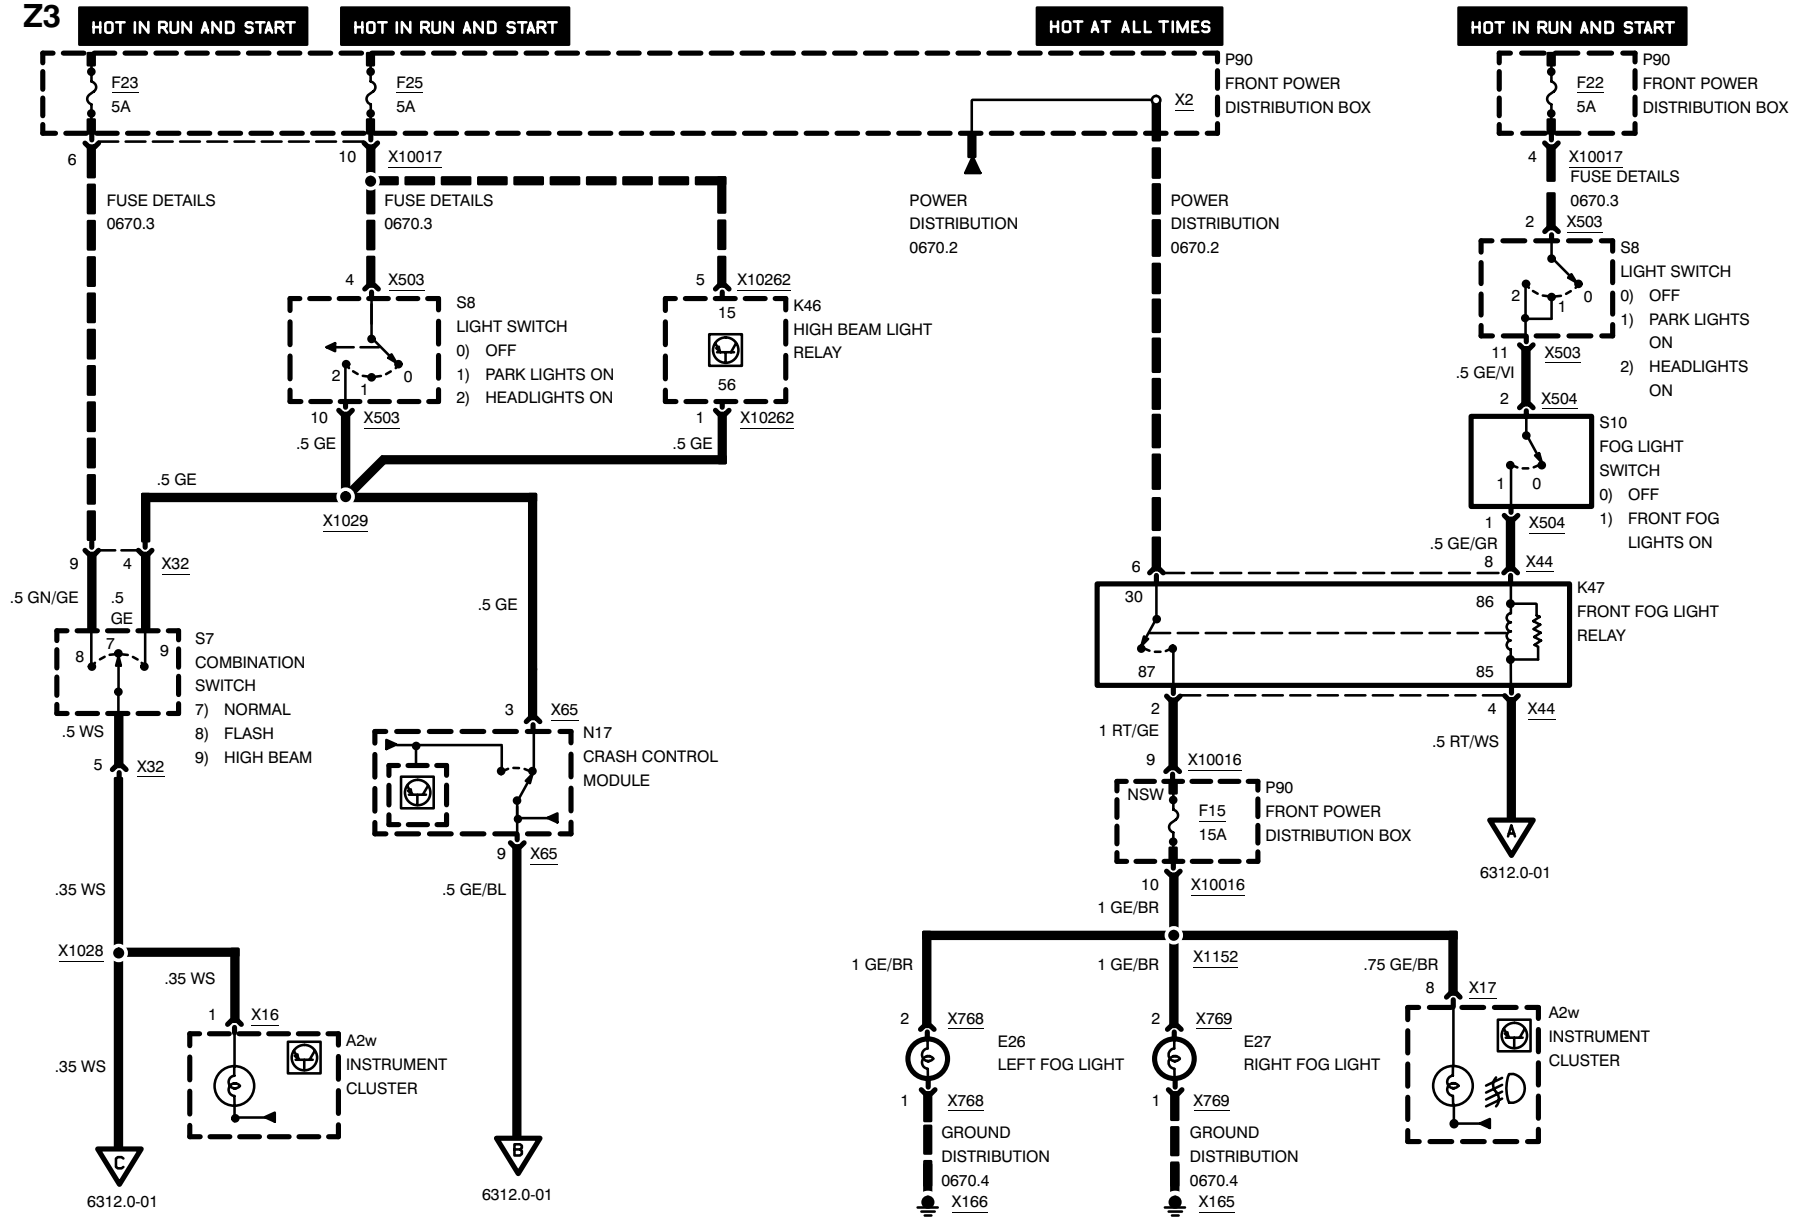 Z3
HOT IN RUN AND START
HOT IN RUN AND START
HOT AT ALL TIMES
HOT IN RUN AND START
F23
5A
F25
5A
X2
P90
FRONT POWER
DISTRIBUTION BOX
F22
5A
P90
FRONT POWER
DISTRIBUTION BOX
6
10
X10017
4
X10017
FUSE DETAILS
0670.3
FUSE DETAILS
0670.3
FUSE DETAILS
0670.3
POWER
DISTRIBUTION
0670.2
POWER
DISTRIBUTION
0670.2
2
X503
4
X503
5
X10262
S8
LIGHT SWITCH
0) OFF
1) PARK LIGHTS ON
2) HEADLIGHTS ON
2
1
0
15
56
K46
HIGH BEAM LIGHT
RELAY
2
1
0
S8
LIGHT SWITCH
0) OFF
1) PARK LIGHTS
ON
2) HEADLIGHTS
ON
10
X503
.5 GE
1
X10262
.5 GE
11
X503
.5 GE/VI
2
X504
S10
FOG LIGHT
SWITCH
0) OFF
1) FRONT FOG
LIGHTS ON
1
0
1
X504
.5 GE/GR
.5 GE
X1029
9
4
X32
.5 GN/GE
.5
GE
.5 GE
6
8
X44
30
86
87
85
K47
FRONT FOG LIGHT
RELAY
8
7
9
S7
COMBINATION
SWITCH
7) NORMAL
8) FLASH
9) HIGH BEAM
.5 WS
5
X32
3
X65
N17
CRASH CONTROL
MODULE
2
1 RT/GE
4
X44
.5 RT/WS
9
X10016
NSW
F15
15A
P90
FRONT POWER
DISTRIBUTION BOX
A
6312.0-01
9
X65
.5 GE/BL
.35 WS
10
X10016
1 GE/BR
X1028
.35 WS
1 GE/BR
1 GE/BR
X1152
.75 GE/BR
8
X17
1
X16
A2w
INSTRUMENT
CLUSTER
2
X768
E26
LEFT FOG LIGHT
2
X769
E27
RIGHT FOG LIGHT
A2w
INSTRUMENT
CLUSTER
.35 WS
1
X768
1
X769
GROUND
DISTRIBUTION
0670.4
X166
GROUND
DISTRIBUTION
0670.4
X165
C
6312.0-01
B
6312.0-01